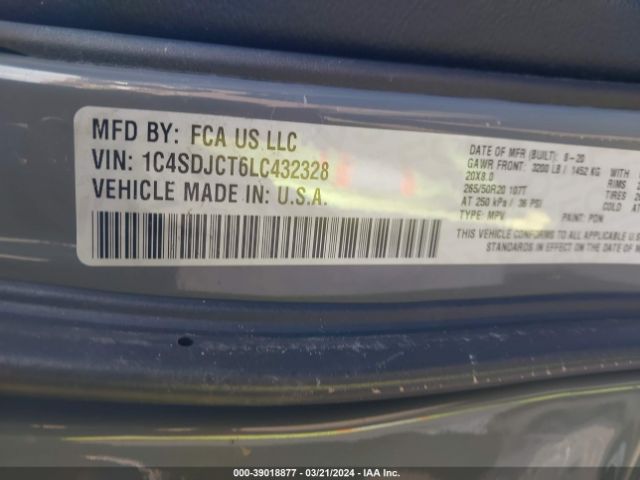 MFD BY: FCA US LLC
VIN: 1C4SDJCT6LC432328
VEHICLE MADE IN: U.S.A.
DATE OF MFR (BUILT): 8-20
GAWR FRONT: 3200 LB / 1452 KG
20X8.0 RIMS
265/50R20 107T TIRES
AT 250 kPa / 36 PSI COLD AT
TYPE: MPV PAINT: PDN
THIS VEHICLE CONFORMS TO ALL APPLICABLE U.S
STANDARDS IN EFFECT ON THE DATE OF M
000-39018877 - 03/21/2024 - IAA Inc.